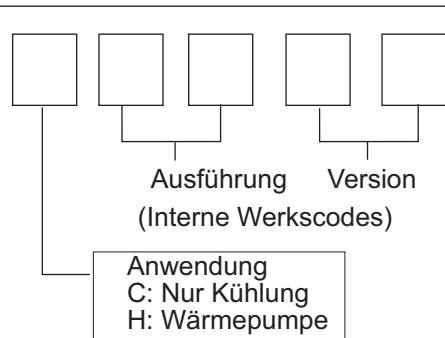 Ausführung Version
(Interne Werkscodes)
Anwendung
C: Nur Kühlung
H: Wärmepumpe